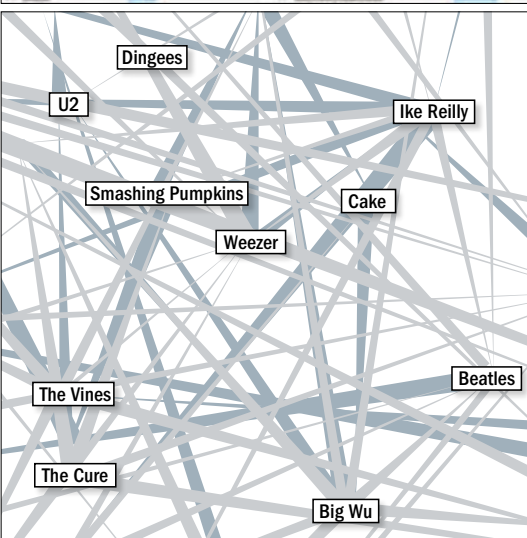 Dingees
U2
Ike Reilly
Smashing Pumpkins
Cake
Weezer
Beatles
The Vines
The Cure
Big Wu